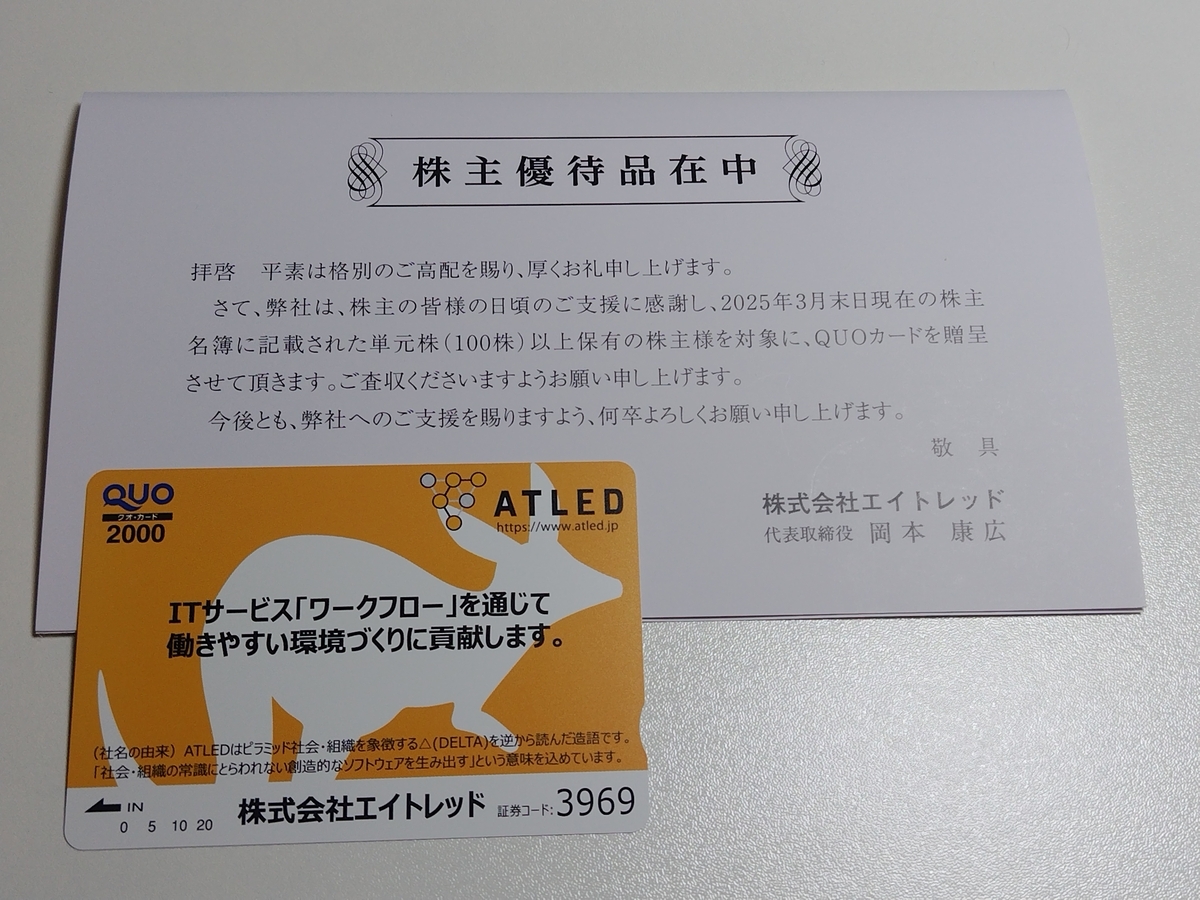 株主優待品在中
拝啓　平素は格別のご高配を賜り、厚くお礼申し上げます。
さて、弊社は、株主の皆様の日頃のご支援に感謝し、2025年3月末日現在の株主
名簿に記載された単元株(100株)以上保有の株主様を対象に、QUOカードを贈呈
させて頂きます。ご査収くださいますようお願い申し上げます。
今後とも、弊社へのご支援を賜りますよう、何卒よろしくお願い申し上げます。
敬　具
株式会社エイトレッド
代表取締役　岡本　康広
QUO
クオ・カード
2000
ATLED
https://www.atled.jp
ITサービス「ワークフロー」を通じて
働きやすい環境づくりに貢献します。
(社名の由来) ATLEDはピラミッド社会・組織を象徴する△(DELTA)を逆から読んだ造語です。
「社会・組織の常識にとらわれない創造的なソフトウェアを生み出す」という意味を込めています。
IN
0 5 10 20
株式会社エイトレッド 証券コード:3969